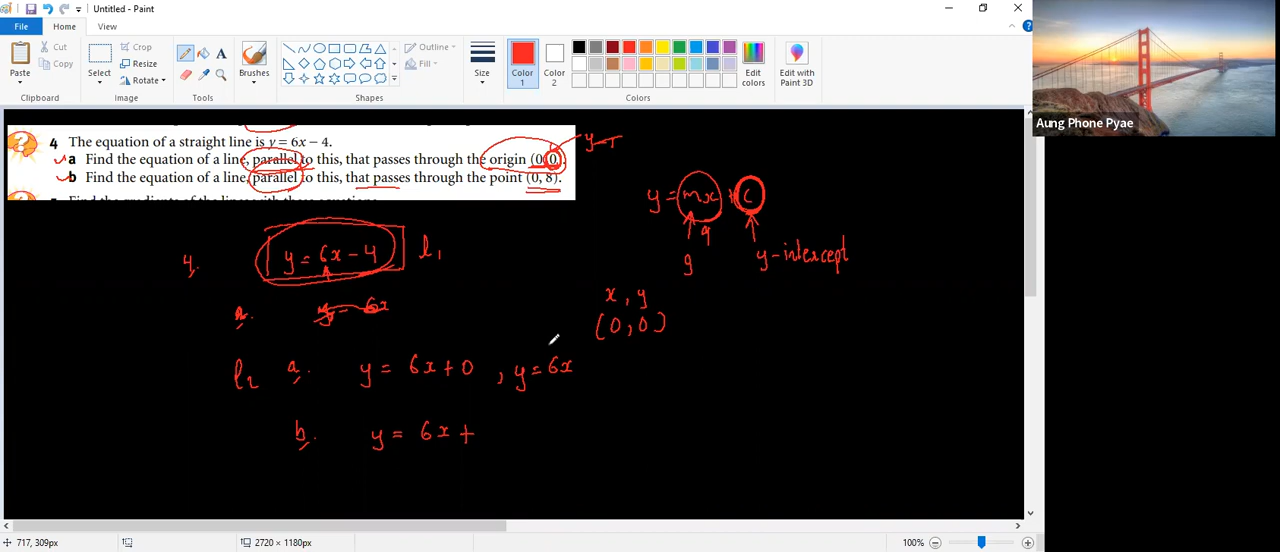 Untitled - Paint
File Home View
Paste
Cut
Copy
Clipboard
Select
Crop
Resize
Rotate
Image
Tools
Brushes
Shapes
Outline
Fill
Size
Color 1
Color 2
Colors
Edit colors
Edit with Paint 3D
Aung Phone Pyae
4 The equation of a straight line is y = 6x – 4.
a Find the equation of a line, parallel to this, that passes through the origin (0, 0).
b Find the equation of a line, parallel to this, that passes through the point (0, 8).
y = mx + c
g
y-intercept
4. y = 6x - 4 l₁
a. y = 6x
x, y
(0, 0)
l₂ a. y = 6x + 0, y = 6x
b. y = 6x +
717, 309px
2720 × 1180px
100%